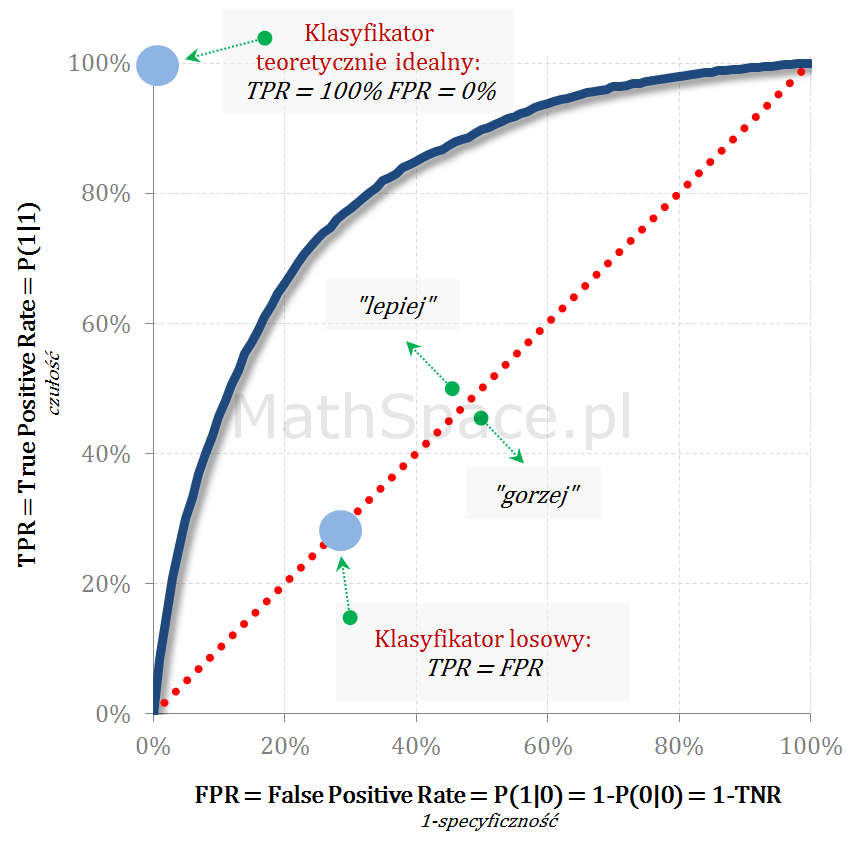 Klasyfikator
teoretycznie idealny:
TPR = 100% FPR = 0%
100%
80%
60%
40%
20%
0%
TPR = True Positive Rate = P(1|1)
czułość
"lepiej"
MathSpace.pl
"gorzej"
Klasyfikator losowy:
TPR = FPR
0% 20% 40% 60% 80% 100%
FPR = False Positive Rate = P(1|0) = 1-P(0|0) = 1-TNR
1-specyficzność